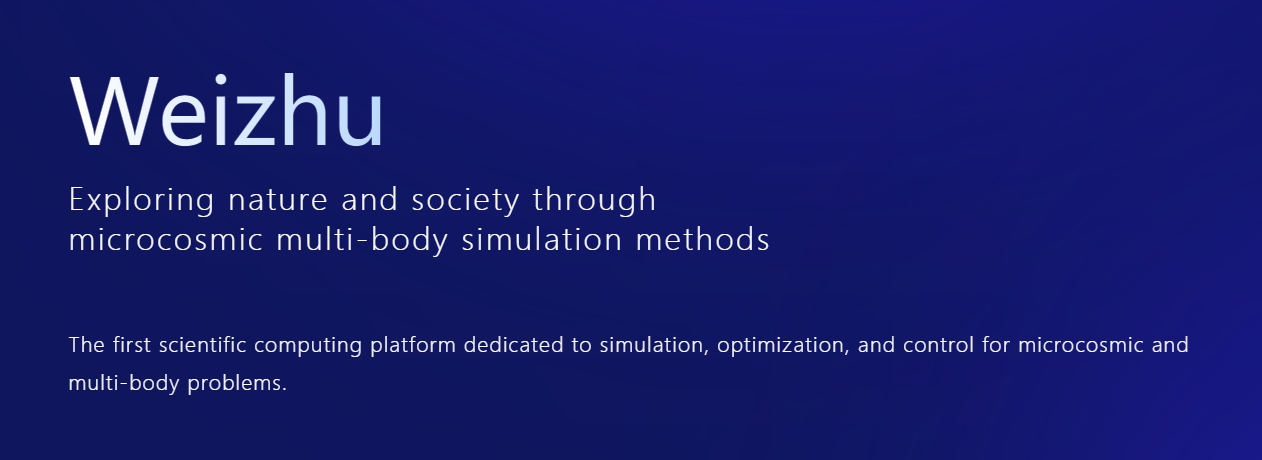 Weizhu
Exploring nature and society through
microcosmic multi-body simulation methods
The first scientific computing platform dedicated to simulation, optimization, and control for microcosmic and
multi-body problems.